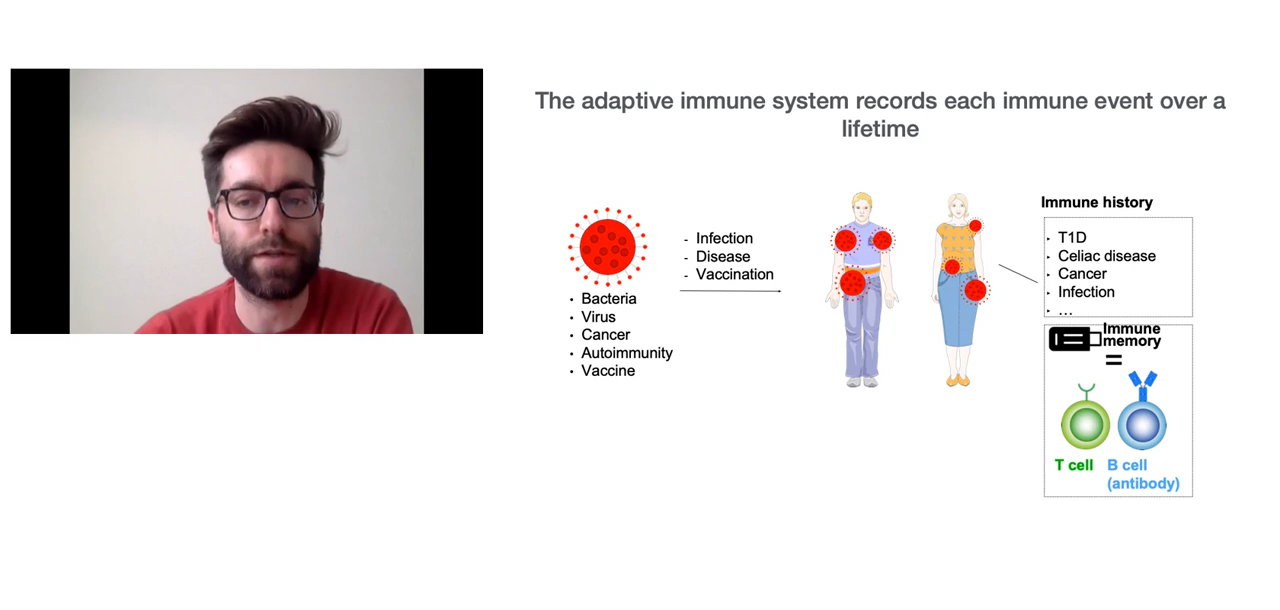 The adaptive immune system records each immune event over a
lifetime
- Infection
- Disease
- Vaccination
• Bacteria
• Virus
• Cancer
• Autoimmunity
• Vaccine
Immune history
▸ T1D
▸ Celiac disease
▸ Cancer
▸ Infection
▸ ...
Immune
memory
=
T cell
B cell
(antibody)